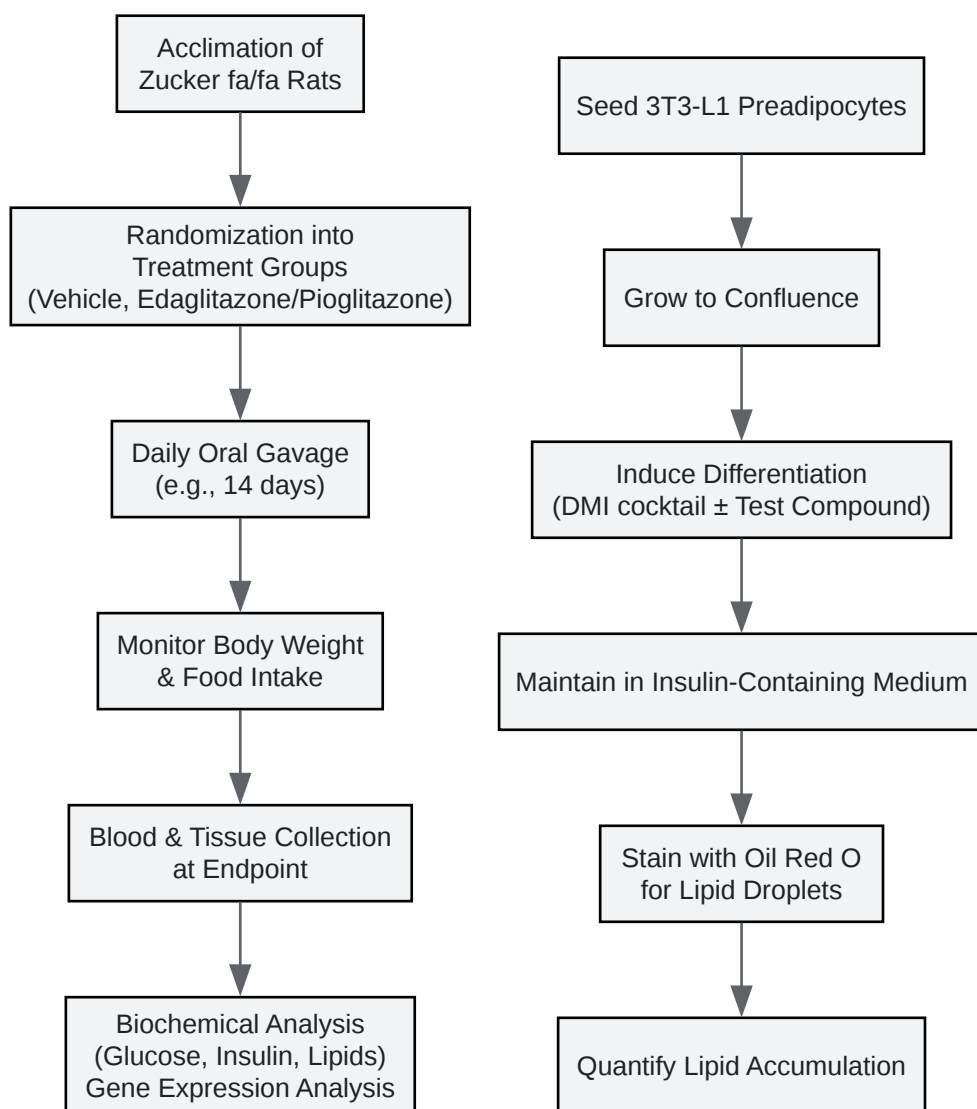 Acclimation of
Zucker fa/fa Rats
Randomization into
Treatment Groups
(Vehicle, Edaglitazone/Pioglitazone)
Daily Oral Gavage
(e.g., 14 days)
Monitor Body Weight
& Food Intake
Blood & Tissue Collection
at Endpoint
Biochemical Analysis
(Glucose, Insulin, Lipids)
Gene Expression Analysis
Seed 3T3-L1 Preadipocytes
Grow to Confluence
Induce Differentiation
(DMI cocktail ± Test Compound)
Maintain in Insulin-Containing Medium
Stain with Oil Red O
for Lipid Droplets
Quantify Lipid Accumulation